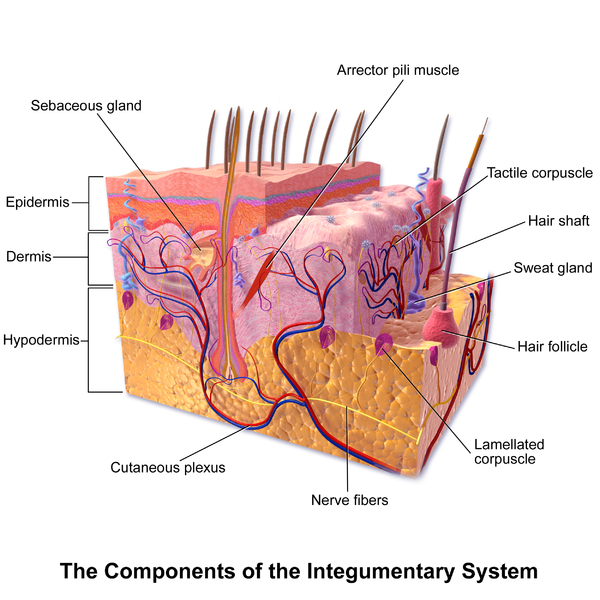 Arrector pili muscle
Sebaceous gland
Tactile corpuscle
Epidermis
Hair shaft
Dermis
Sweat gland
Hypodermis
Hair follicle
Lamellated
corpuscle
Cutaneous plexus
Nerve fibers
The Components of the Integumentary System